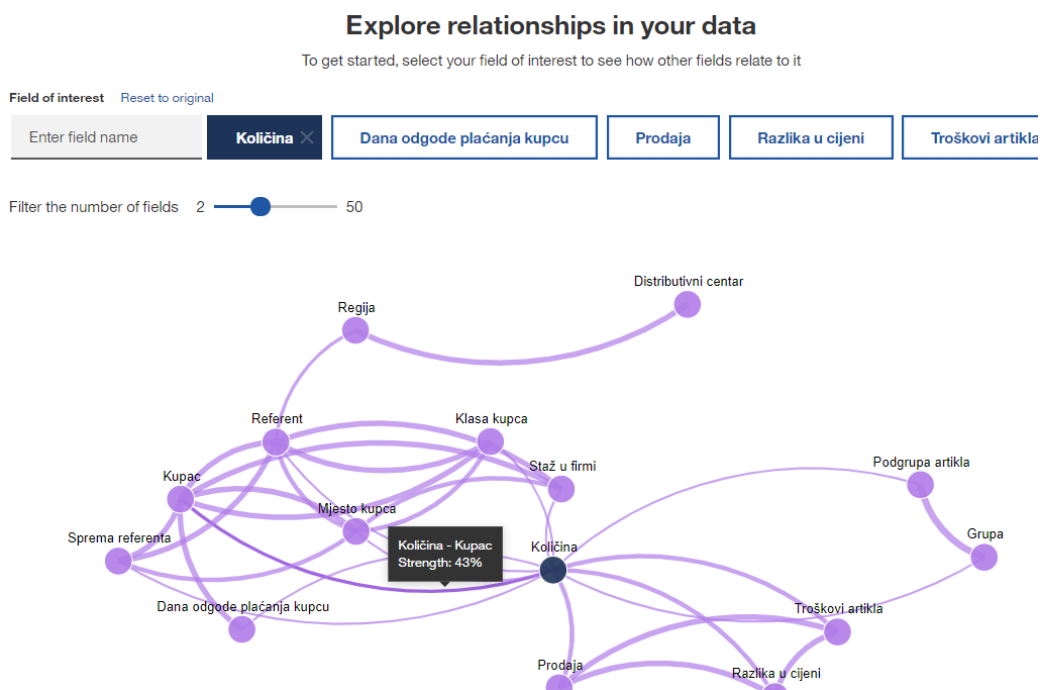 Explore relationships in your data
To get started, select your field of interest to see how other fields relate to it
Field of interest Reset to original
Enter field name Količina Dana odgode plaćanja kupcu Prodaja Razlika u cijeni Troškovi artikla
Filter the number of fields 2 50
Distributivni centar
Regija
Referent Klasa kupca
Staž u firmi Podgrupa artikla
Kupac
Mjesto kupca
Sprema referenta Grupa
Količina - Kupac Količina
Strength: 43%
Dana odgode plaćanja kupcu Troškovi artikla
Prodaja Razlika u cijeni